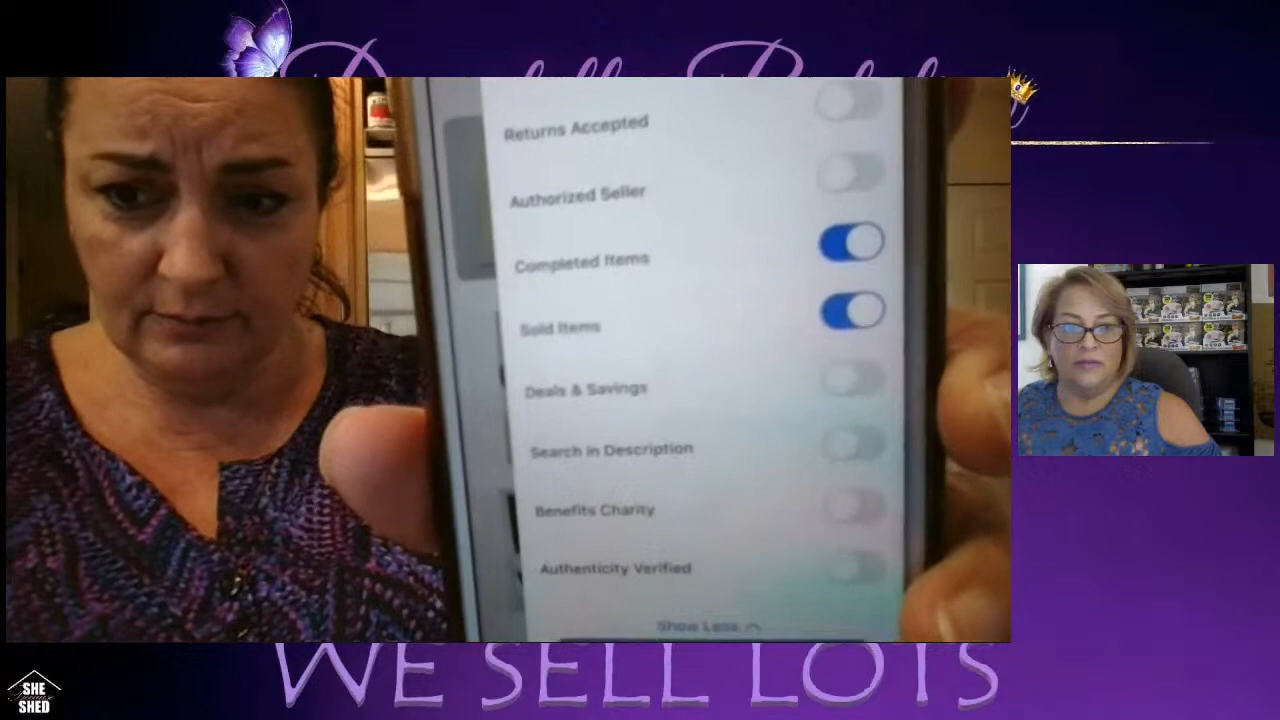 Returns Accepted
Authorized Seller
Completed Items
Sold Items
Deals & Savings
Search in Description
Benefits Charity
Authenticity Verified
Show Less
WE SELL LOTS
SHE
SHED